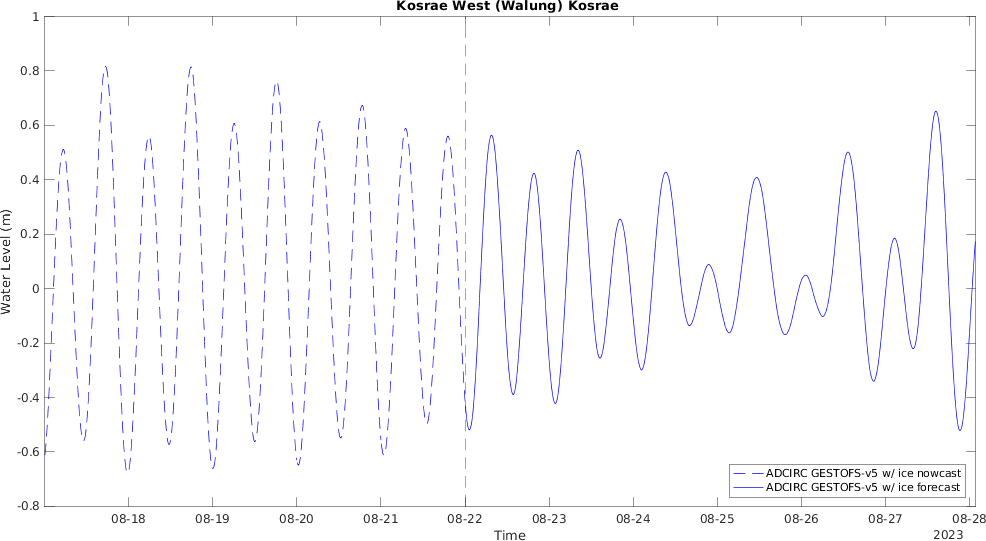 Kosrae West (Walung) Kosrae
1
0.8
0.6
0.4
0.2
0
-0.2
-0.4
-0.6
-0.8
Water Level (m)
ADCIRC GESTOFS-v5 w/ ice nowcast
ADCIRC GESTOFS-v5 w/ ice forecast
08-18 08-19 08-20 08-21 08-22 08-23 08-24 08-25 08-26 08-27 08-28
Time
2023